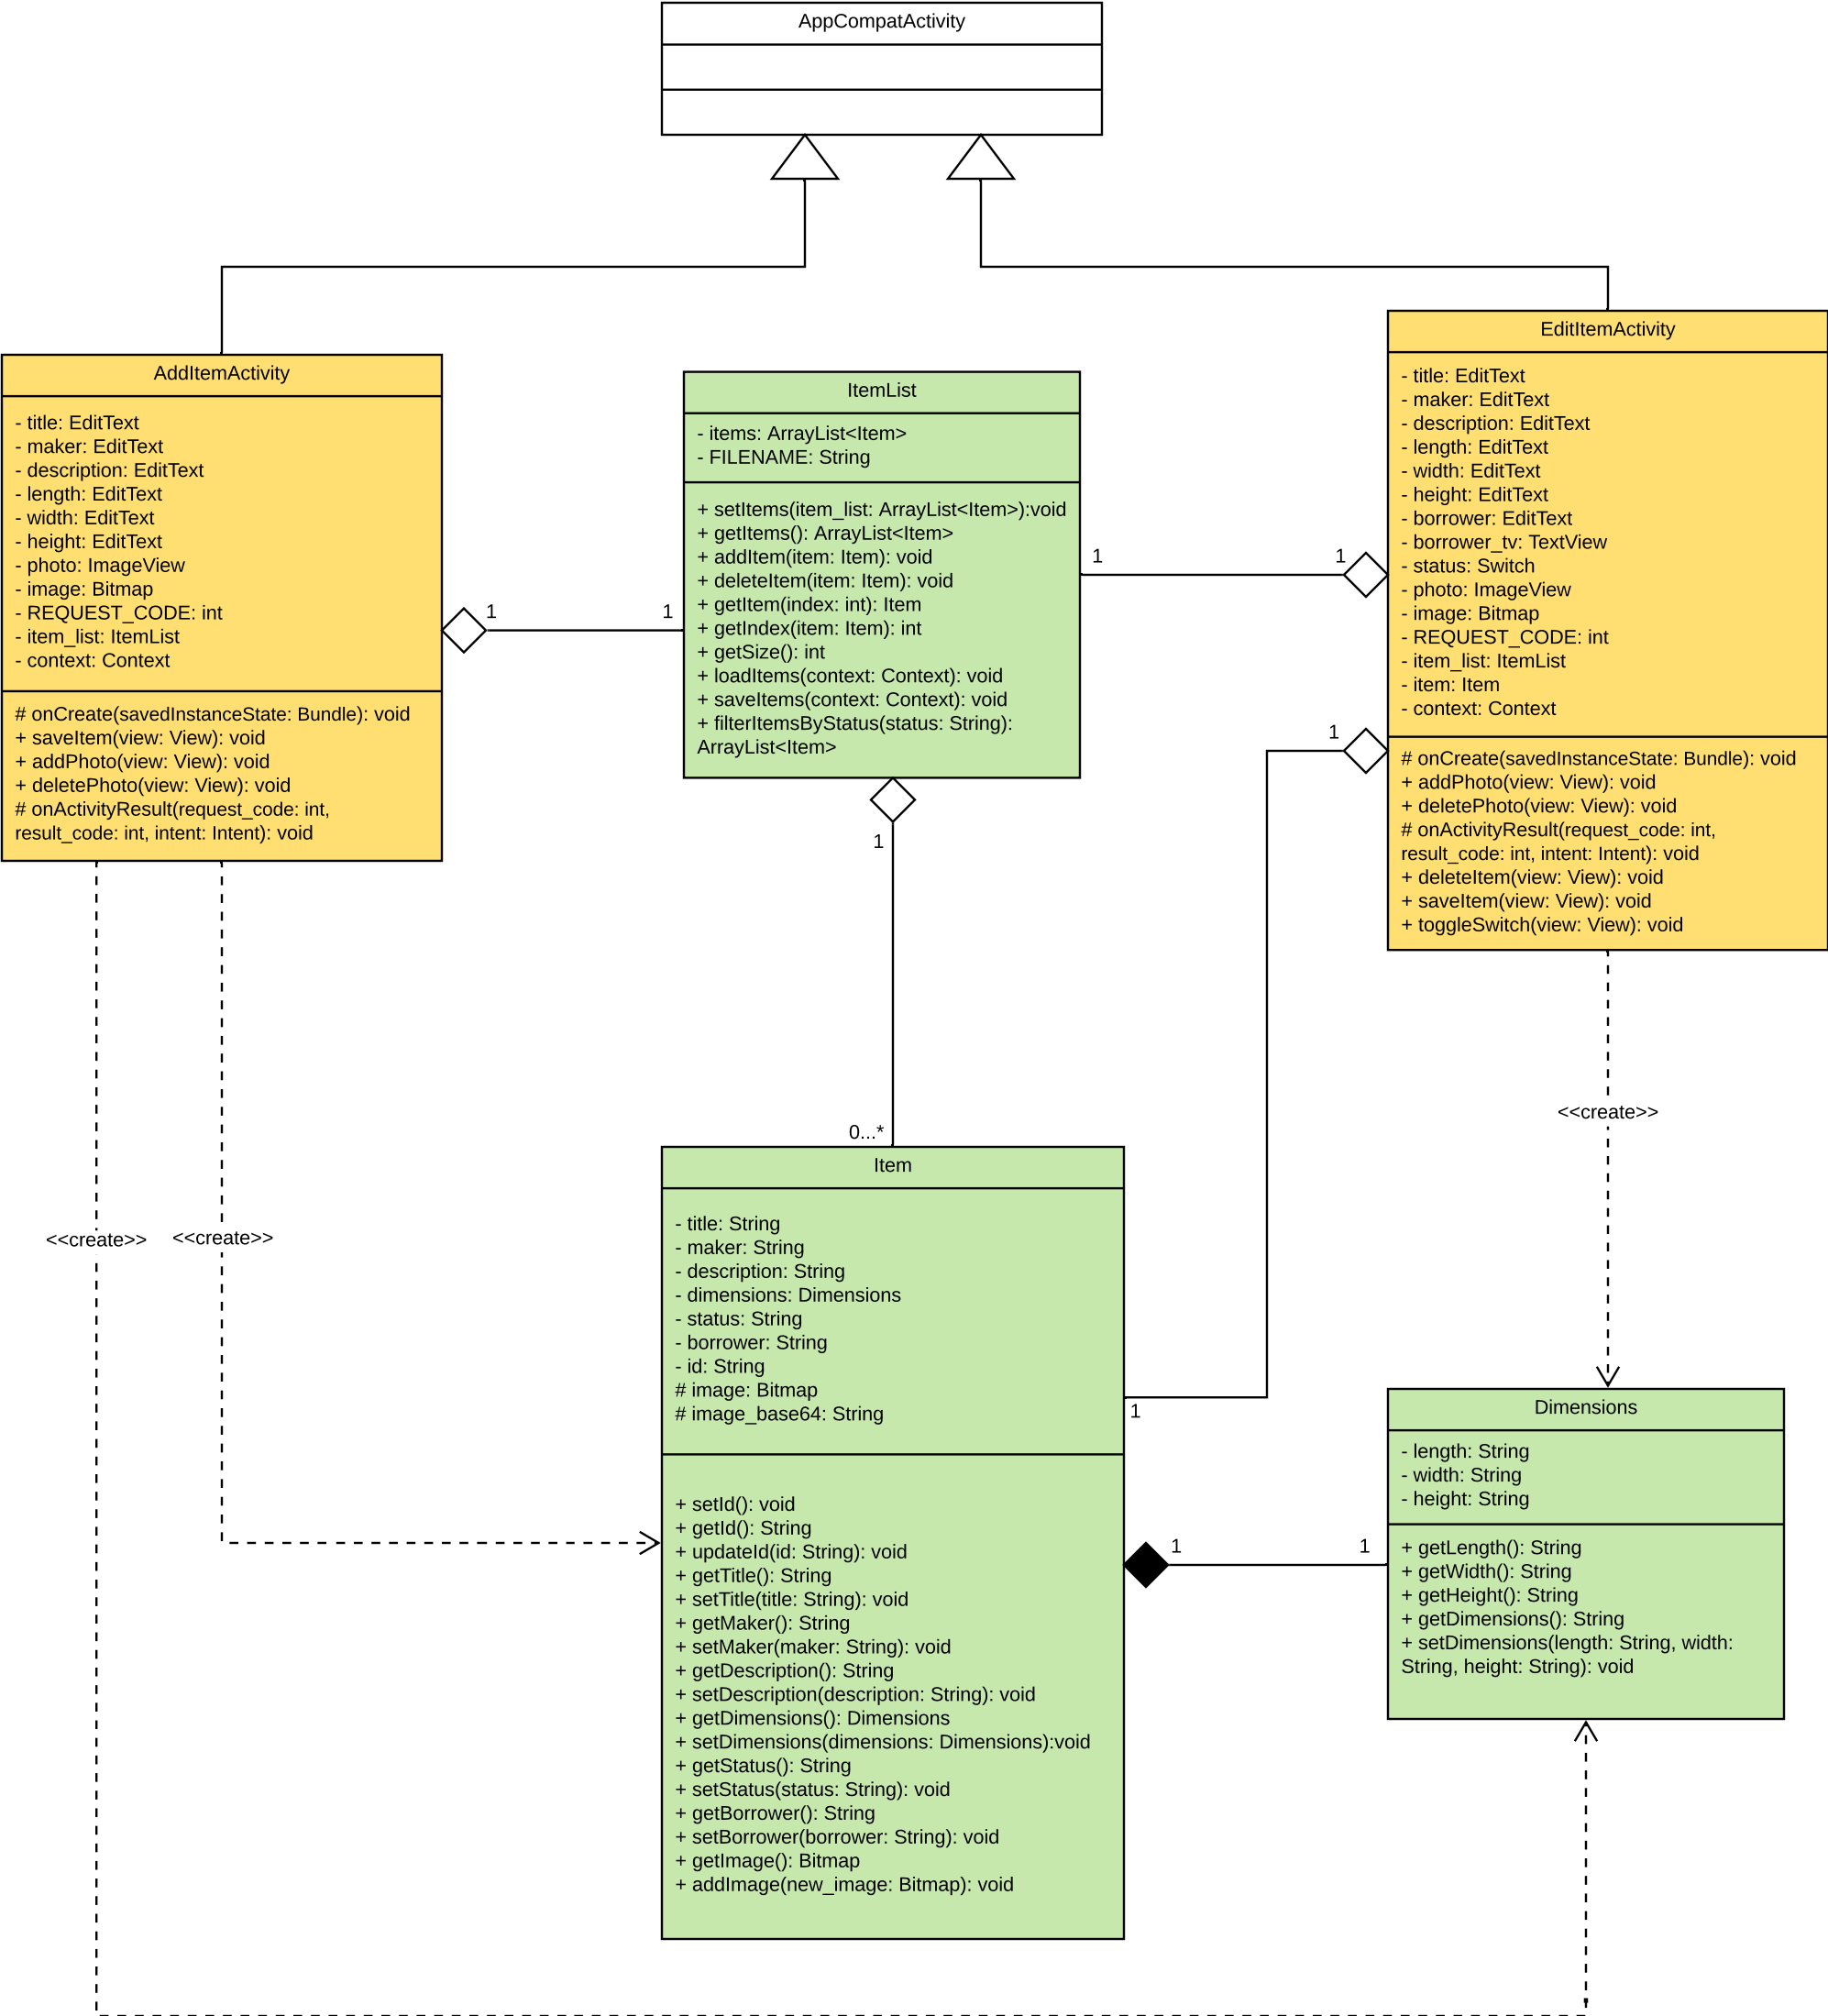 AppCompatActivity
AddItemActivity
- title: EditText
- maker: EditText
- description: EditText
- length: EditText
- width: EditText
- height: EditText
- photo: ImageView
- image: Bitmap
- REQUEST_CODE: int
- item_list: ItemList
- context: Context
# onCreate(savedInstanceState: Bundle): void
+ saveItem(view: View): void
+ addPhoto(view: View): void
+ deletePhoto(view: View): void
# onActivityResult(request_code: int,
result_code: int, intent: Intent): void
1
1
ItemList
- items: ArrayList<Item>
- FILENAME: String
+ setItems(item_list: ArrayList<Item>):void
+ getItems(): ArrayList<Item>
+ addItem(item: Item): void
+ deleteItem(item: Item): void
+ getItem(index: int): Item
+ getIndex(item: Item): int
+ getSize(): int
+ loadItems(context: Context): void
+ saveItems(context: Context): void
+ filterItemsByStatus(status: String):
ArrayList<Item>
1
1
EditItemActivity
- title: EditText
- maker: EditText
- description: EditText
- length: EditText
- width: EditText
- height: EditText
- borrower: EditText
- borrower_tv: TextView
- status: Switch
- photo: ImageView
- image: Bitmap
- REQUEST_CODE: int
- item_list: ItemList
- item: Item
- context: Context
# onCreate(savedInstanceState: Bundle): void
+ addPhoto(view: View): void
+ deletePhoto(view: View): void
# onActivityResult(request_code: int,
result_code: int, intent: Intent): void
+ deleteItem(view: View): void
+ saveItem(view: View): void
+ toggleSwitch(view: View): void
1
1
0...*
<<create>>
<<create>>
<<create>>
Item
- title: String
- maker: String
- description: String
- dimensions: Dimensions
- status: String
- borrower: String
- id: String
# image: Bitmap
# image_base64: String
+ setId(): void
+ getId(): String
+ updateId(id: String): void
+ getTitle(): String
+ setTitle(title: String): void
+ getMaker(): String
+ setMaker(maker: String): void
+ getDescription(): String
+ setDescription(description: String): void
+ getDimensions(): Dimensions
+ setDimensions(dimensions: Dimensions):void
+ getStatus(): String
+ setStatus(status: String): void
+ getBorrower(): String
+ setBorrower(borrower: String): void
+ getImage(): Bitmap
+ addImage(new_image: Bitmap): void
1
1
1
Dimensions
- length: String
- width: String
- height: String
+ getLength(): String
+ getWidth(): String
+ getHeight(): String
+ getDimensions(): String
+ setDimensions(length: String, width:
String, height: String): void